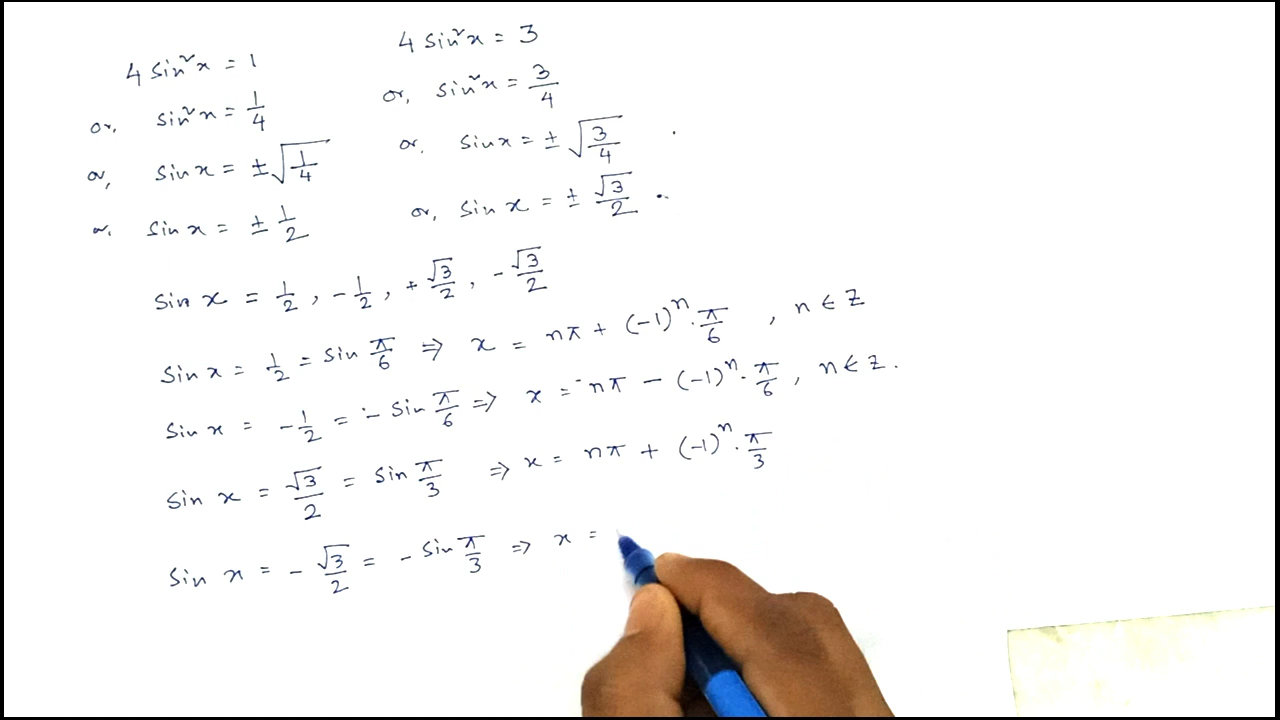 4 sin²x = 1
or, sin²x = 1/4
or, sin x = ±√(1/4)
or, sin x = ± 1/2
4 sin²x = 3
or, sin²x = 3/4
or, sin x = ± √(3/4)
or, sin x = ± √3/2
sin x = 1/2 , - 1/2 , + √3/2 , - √3/2
sin x = 1/2 = sin π/6 ⇒ x = nπ + (-1)ⁿ · π/6 , n ∈ Z
sin x = - 1/2 = - sin π/6 ⇒ x = nπ - (-1)ⁿ · π/6 , n ∈ Z.
sin x = √3/2 = sin π/3 ⇒ x = nπ + (-1)ⁿ · π/3
sin x = - √3/2 = - sin π/3 ⇒ x =